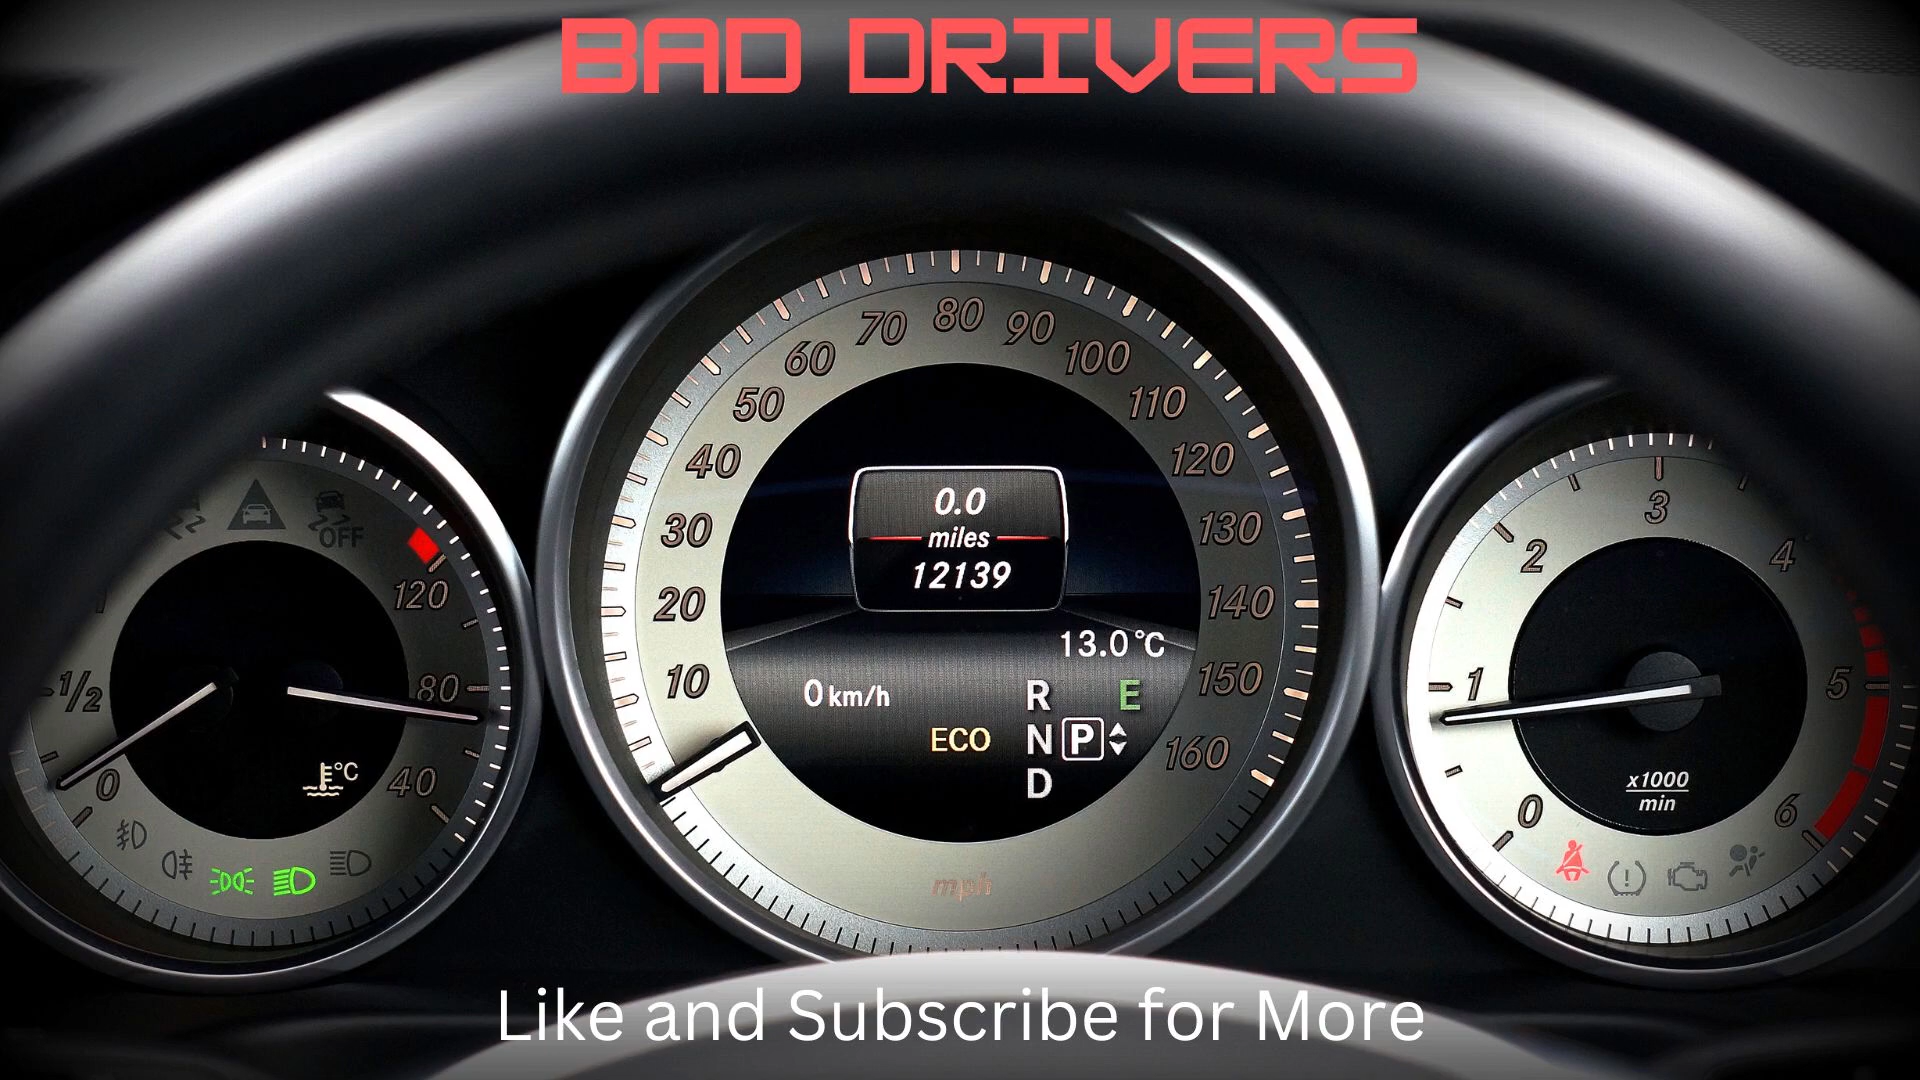 BAD DRIVERS
70 80 90
60 100
50 110
40 120
30 130
20 140
10 150
160
0.0
miles
12139
13.0°C
0 km/h
R E
ECO N P
D
mph
OFF
120
1/2 80
0 40
°C
3
2 4
1 5
0 6
x1000
min
Like and Subscribe for More